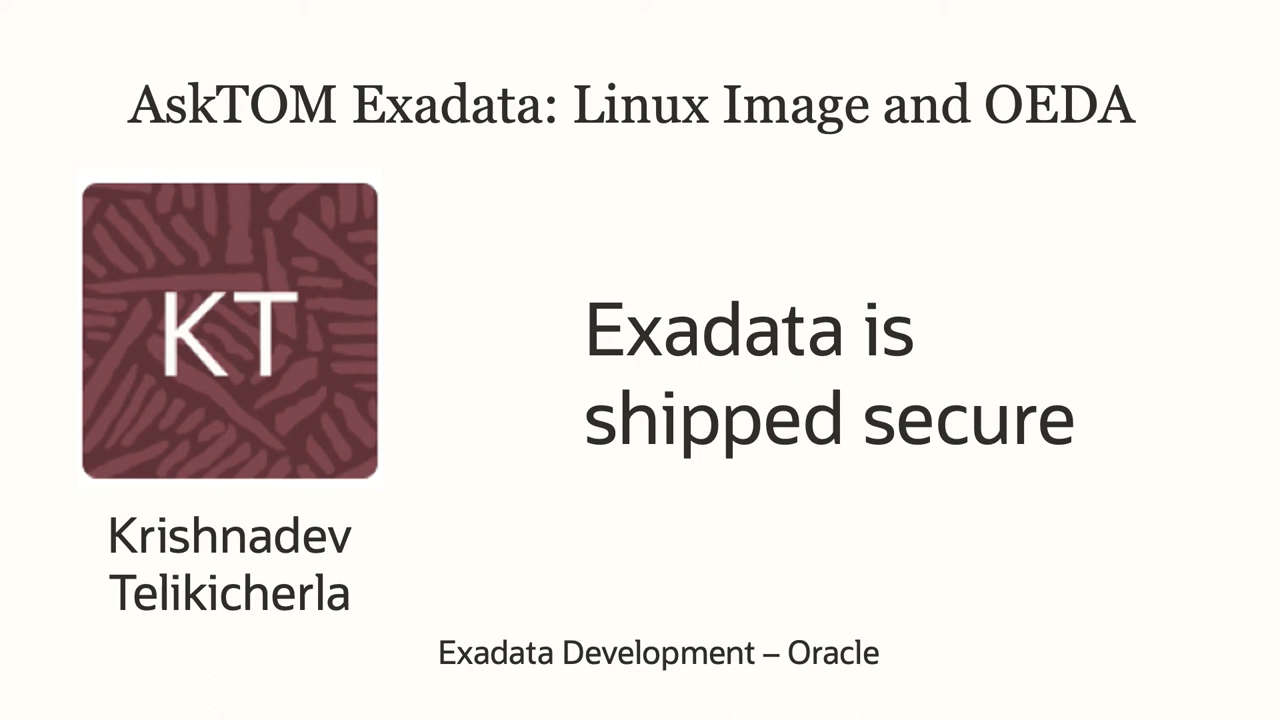 AskTOM Exadata: Linux Image and OEDA
KT
Exadata is
shipped secure
Krishnadev
Telikicherla
Exadata Development – Oracle